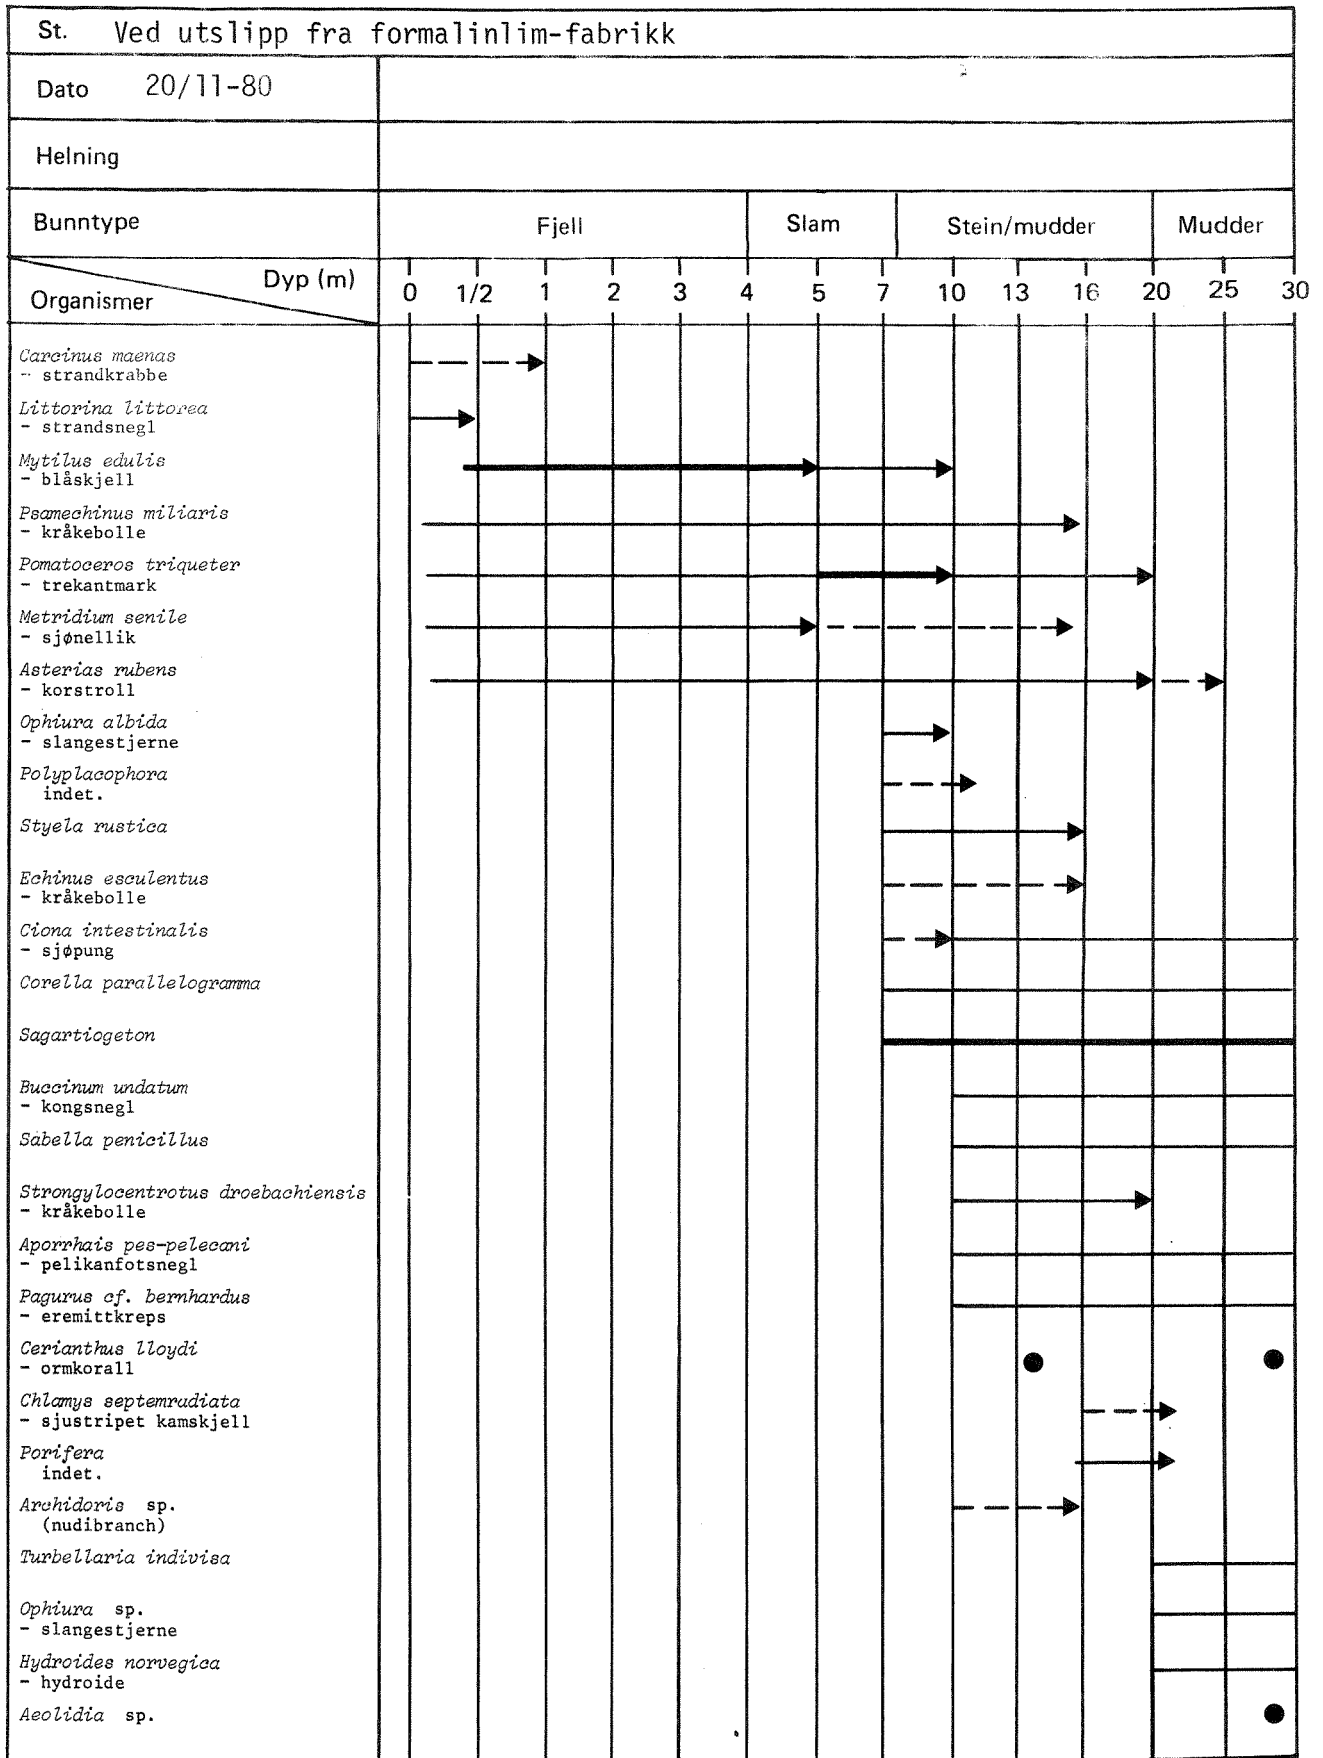 St. Ved utslipp fra formalinlim-fabrikk
Dato 20/11-80
Helning
Bunntype Fjell Slam Stein/mudder Mudder
Dyp (m)
Organismer
0 1/2 1 2 3 4 5 7 10 13 16 20 25 30
Carcinus maenas
- strandkrabbe
Littorina littorea
- strandsnegl
Mytilus edulis
- blåskjell
Psamechinus miliaris
- kråkebolle
Pomatoceros triqueter
- trekantmark
Metridium senile
- sjønellik
Asterias rubens
- korstroll
Ophiura albida
- slangestjerne
Polyplacophora
indet.
Styela rustica
Echinus esculentus
- kråkebolle
Ciona intestinalis
- sjøpung
Corella parallelogramma
Sagartiogeton
Buccinum undatum
- kongsnegl
Sabella penicillus
Strongylocentrotus droebachiensis
- kråkebolle
Aporrhais pes-pelecani
- pelikanfotsnegl
Pagurus cf. bernhardus
- eremittkreps
Cerianthus lloydi
- ormkorall
Chlamys septemradiata
- sjustripet kamskjell
Porifera
indet.
Archidoris sp.
(nudibranch)
Turbellaria indivisa
Ophiura sp.
- slangestjerne
Hydroides norvegica
- hydroide
Aeolidia sp.